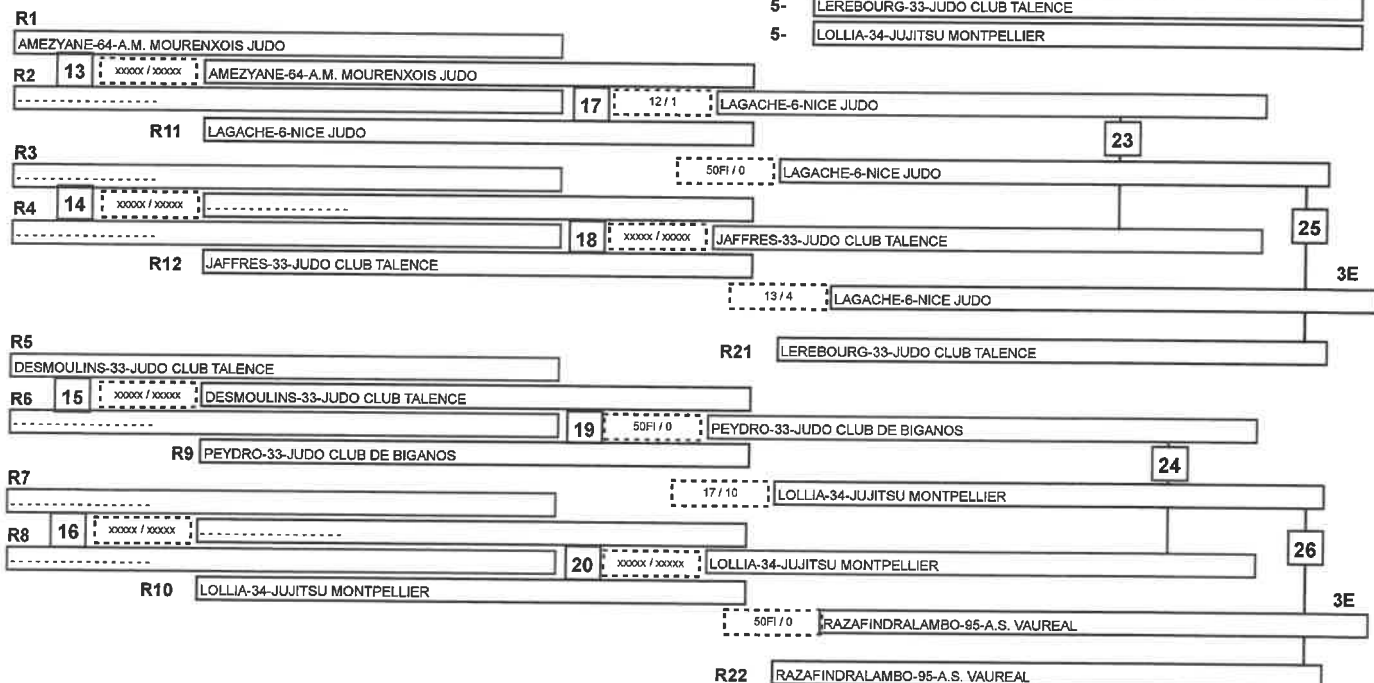 5- LEREBOURG-33-JUDO CLUB TALENCE
5- LOLLIA-34-JUJITSU MONTPELLIER
R1
AMEZYANE-64-A.M. MOURENXOIS JUDO
R2 13 xxxxx / xxxxx AMEZYANE-64-A.M. MOURENXOIS JUDO
---------------- 17 12 / 1 LAGACHE-6-NICE JUDO
R11 LAGACHE-6-NICE JUDO
23
R3
---------------- 50FI / 0 LAGACHE-6-NICE JUDO
R4 14 xxxxx / xxxxx ----------------
---------------- 18 xxxxx / xxxxx JAFFRES-33-JUDO CLUB TALENCE
25
R12 JAFFRES-33-JUDO CLUB TALENCE
3E
13 / 4 LAGACHE-6-NICE JUDO
R5
R21 LEREBOURG-33-JUDO CLUB TALENCE
DESMOULINS-33-JUDO CLUB TALENCE
R6 15 xxxxx / xxxxx DESMOULINS-33-JUDO CLUB TALENCE
---------------- 19 50FI / 0 PEYDRO-33-JUDO CLUB DE BIGANOS
R9 PEYDRO-33-JUDO CLUB DE BIGANOS
24
R7
---------------- 17 / 10 LOLLIA-34-JUJITSU MONTPELLIER
R8 16 xxxxx / xxxxx ----------------
26
---------------- 20 xxxxx / xxxxx LOLLIA-34-JUJITSU MONTPELLIER
R10 LOLLIA-34-JUJITSU MONTPELLIER
3E
50FI / 0 RAZAFINDRALAMBO-95-A.S. VAUREAL
R22 RAZAFINDRALAMBO-95-A.S. VAUREAL